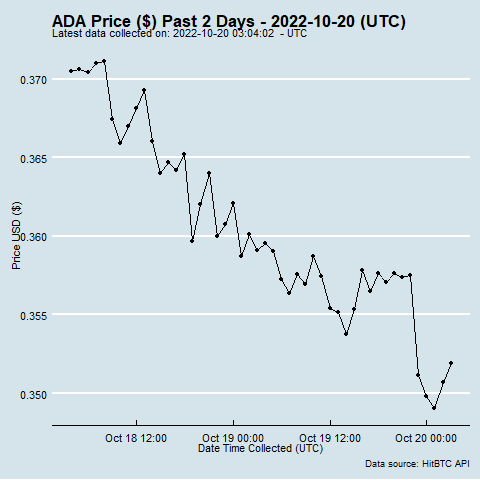 ADA Price ($) Past 2 Days - 2022-10-20 (UTC)
Latest data collected on: 2022-10-20 03:04:02 - UTC
0.370
0.365
0.360
0.355
0.350
Price USD ($)
Oct 18 12:00 Oct 19 00:00 Oct 19 12:00 Oct 20 00:00
Date Time Collected (UTC)
Data source: HitBTC API